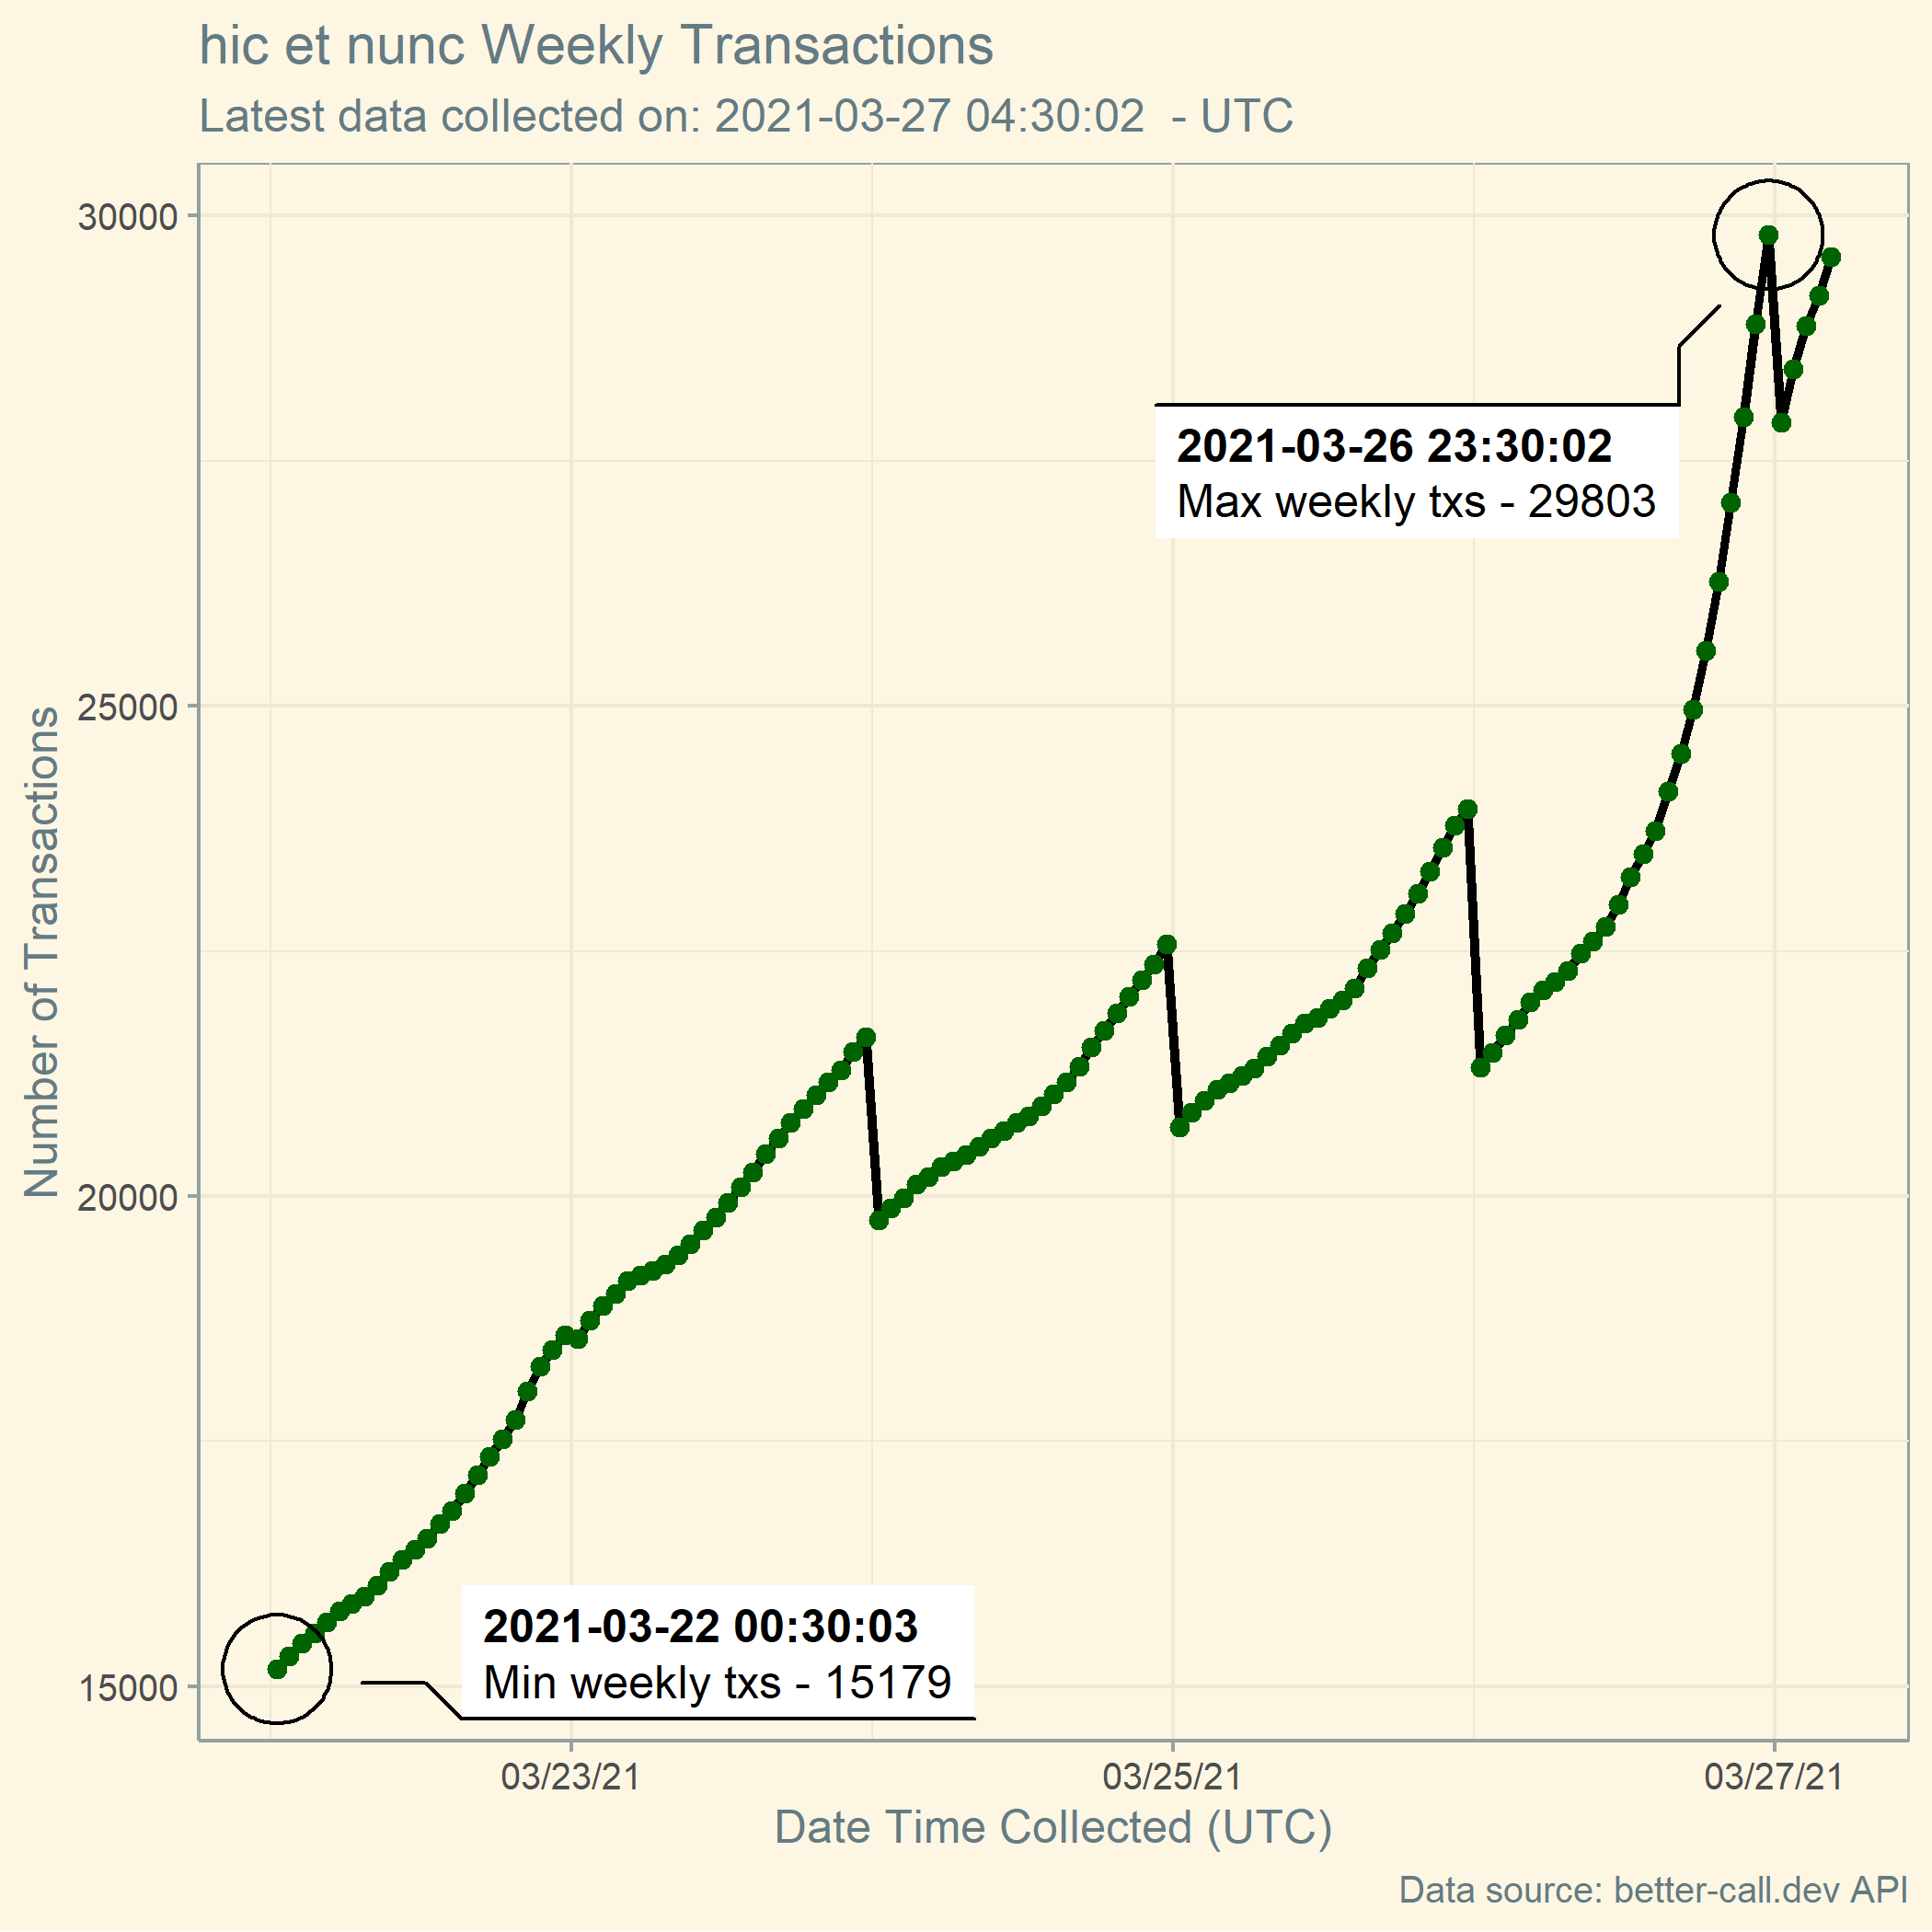 hic et nunc Weekly Transactions
Latest data collected on: 2021-03-27 04:30:02  - UTC
30000
25000
20000
15000
Number of Transactions
2021-03-26 23:30:02
Max weekly txs - 29803
2021-03-22 00:30:03
Min weekly txs - 15179
03/23/21
03/25/21
03/27/21
Date Time Collected (UTC)
Data source: better-call.dev API